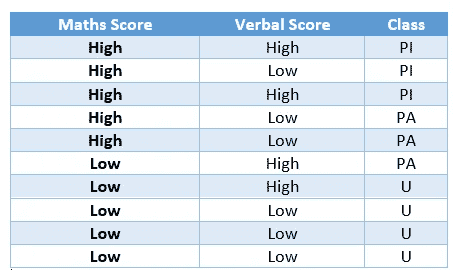 Maths Score Verbal Score Class
High High PI
High Low PI
High High PI
High Low PA
High Low PA
Low High PA
Low High U
Low Low U
Low Low U
Low Low U